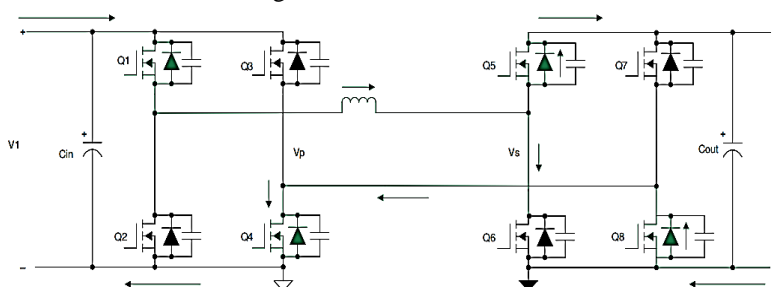 +
Q1
Q3
Q5
Q7
+
+
V1
Cin
Vp
Vs
Cout
Q2
Q4
Q6
Q8
–